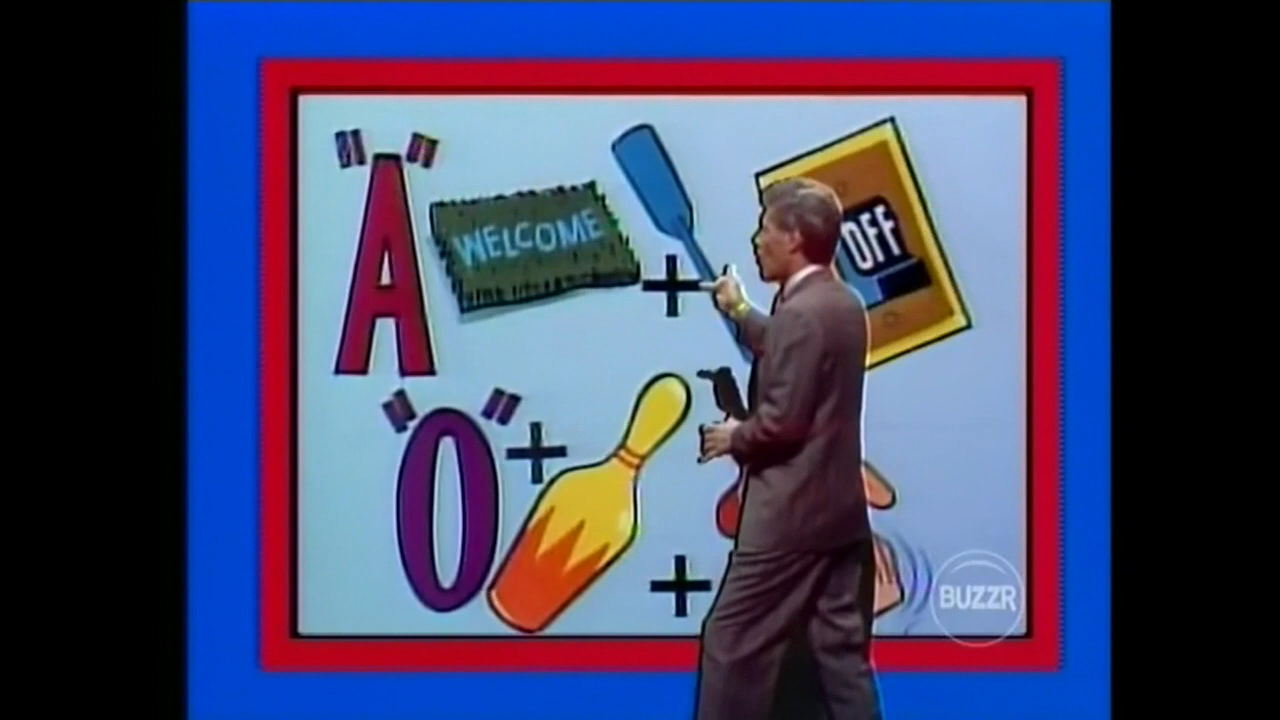 "A"
WELCOME
+
OFF
"O"
+
+
BUZZR